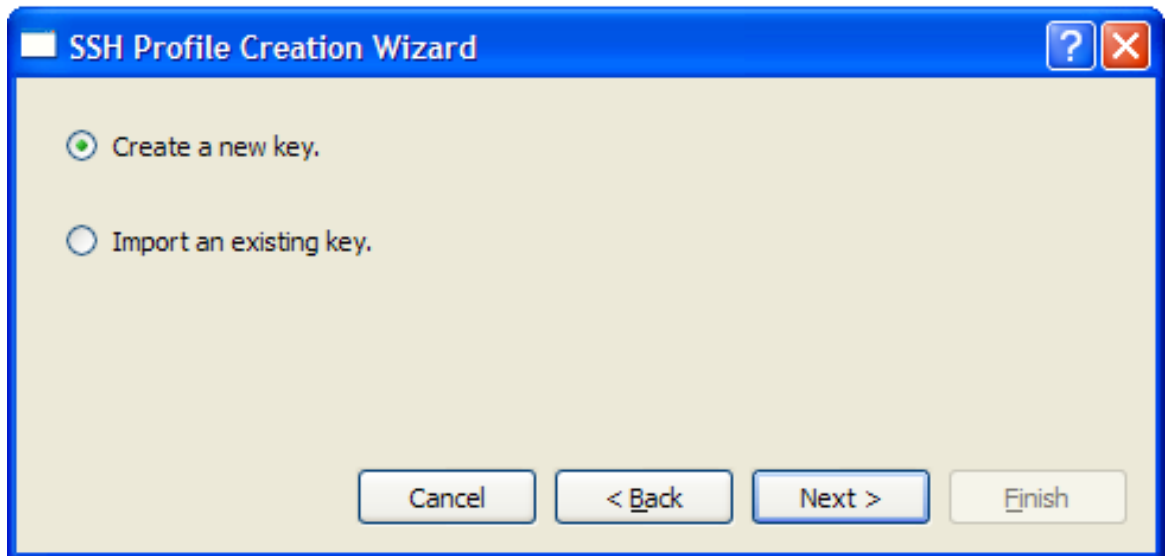 SSH Profile Creation Wizard
?
Create a new key.
Import an existing key.
Cancel < Back Next > Finish